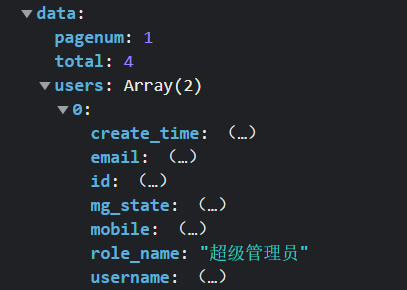 data:
pagenum: 1
total: 4
users: Array(2)
0:
create_time: (…)
email: (…)
id: (…)
mg_state: (…)
mobile: (…)
role_name: "超级管理员"
username: (…)